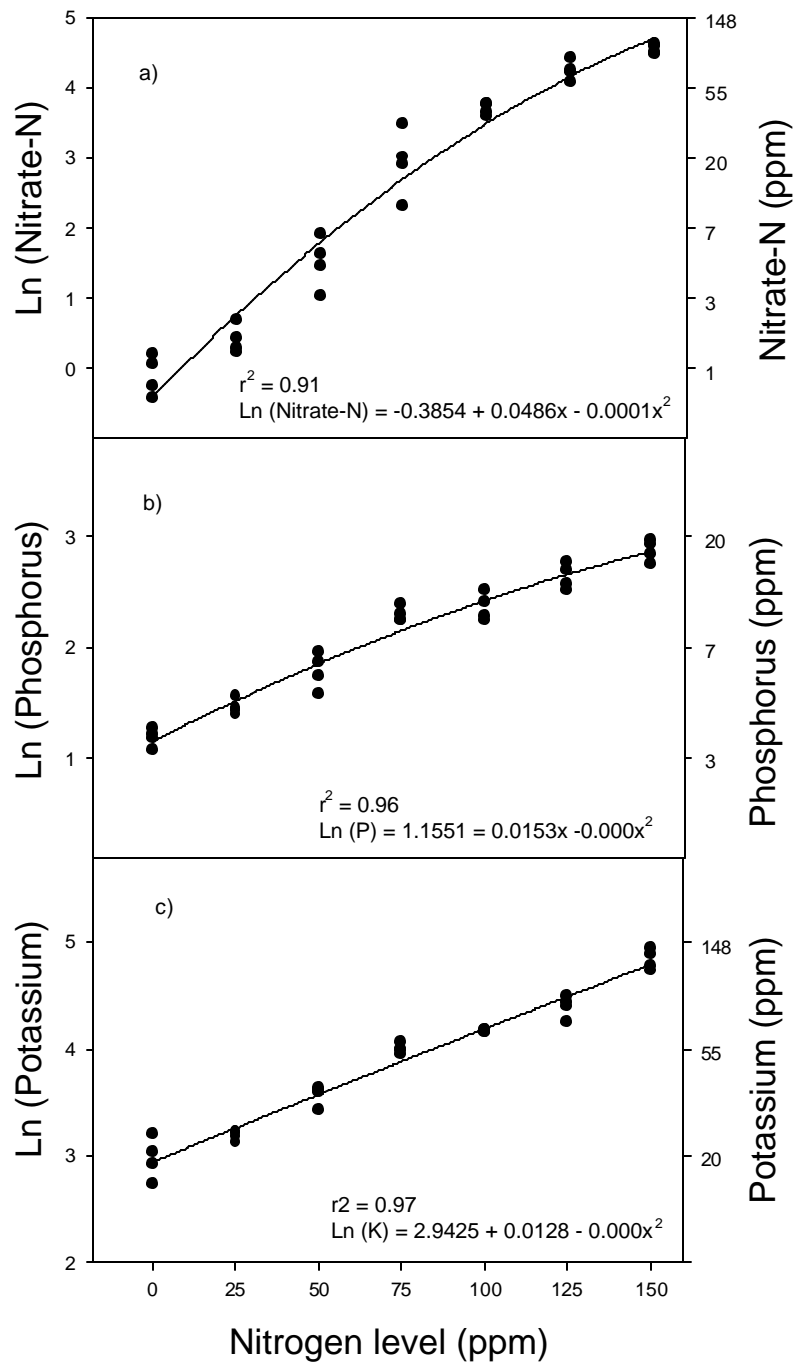 a)
Ln (Nitrate-N)
5
4
3
2
1
0
148
55
20
7
3
1
Nitrate-N (ppm)
r² = 0.91
Ln (Nitrate-N) = -0.3854 + 0.0486x - 0.0001x²
b)
Ln (Phosphorus)
3
2
1
20
7
3
Phosphorus (ppm)
r² = 0.96
Ln (P) = 1.1551 = 0.0153x -0.000x²
c)
Ln (Potassium)
5
4
3
2
148
55
20
Potassium (ppm)
r2 = 0.97
Ln (K) = 2.9425 + 0.0128 - 0.000x²
0 25 50 75 100 125 150
Nitrogen level (ppm)